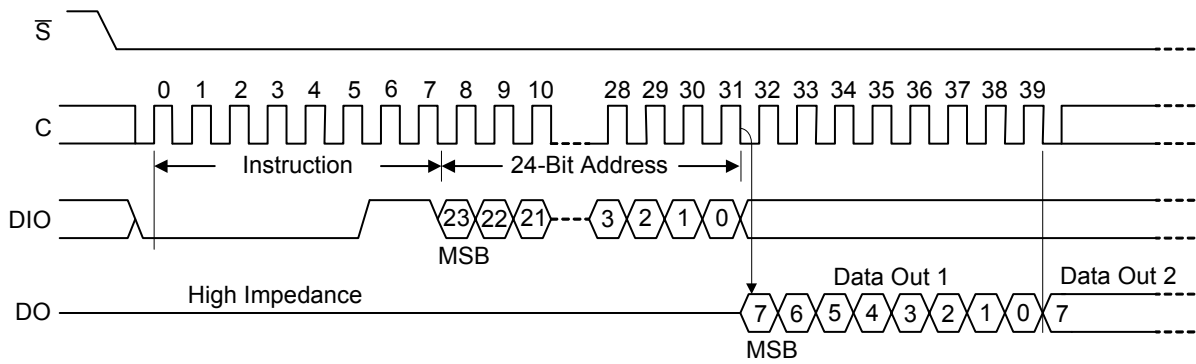 S̅
0 1 2 3 4 5 6 7 8 9 10 28 29 30 31 32 33 34 35 36 37 38 39
C
Instruction 24-Bit Address
DIO 23 22 21 3 2 1 0
MSB
High Impedance Data Out 1 Data Out 2
DO 7 6 5 4 3 2 1 0 7
MSB